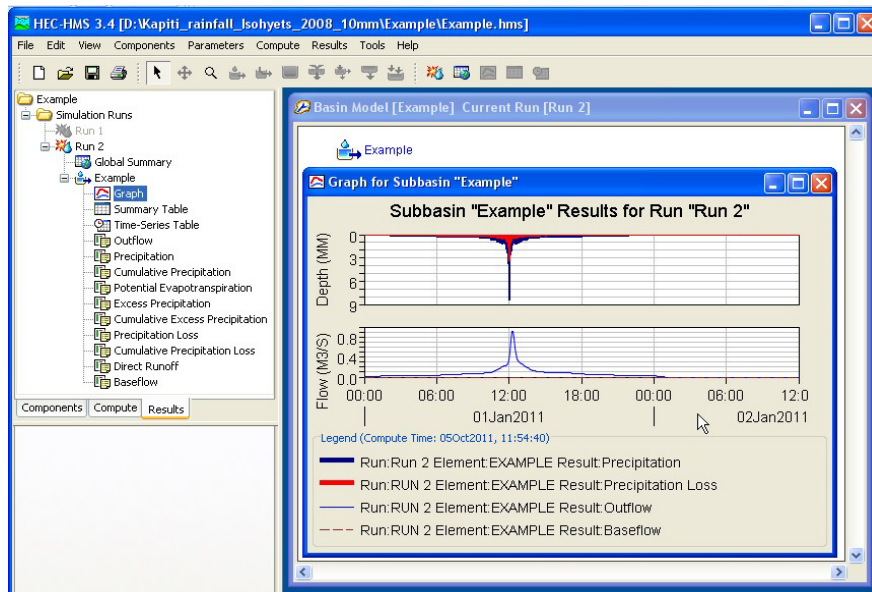 HEC-HMS 3.4 [D:\Kapiti_rainfall_Isohyets_2008_10mm\Example\Example.hms]
File Edit View Components Parameters Compute Results Tools Help
Example
Simulation Runs
Run 1
Run 2
Global Summary
Example
Graph
Summary Table
Time-Series Table
Outflow
Precipitation
Cumulative Precipitation
Potential Evapotranspiration
Excess Precipitation
Cumulative Excess Precipitation
Precipitation Loss
Cumulative Precipitation Loss
Direct Runoff
Baseflow
Components Compute Results
Basin Model [Example] Current Run [Run 2]
Example
Graph for Subbasin "Example"
Subbasin "Example" Results for Run "Run 2"
Depth (MM)
0
3
6
9
Flow (M3/S)
0.8
0.4
0.0
00:00 06:00 12:00 18:00 00:00 06:00 12:0
01Jan2011 02Jan2011
Legend (Compute Time: 05Oct2011, 11:54:40)
Run:Run 2 Element:EXAMPLE Result:Precipitation
Run:RUN 2 Element:EXAMPLE Result:Precipitation Loss
Run:RUN 2 Element:EXAMPLE Result:Outflow
Run:RUN 2 Element:EXAMPLE Result:Baseflow